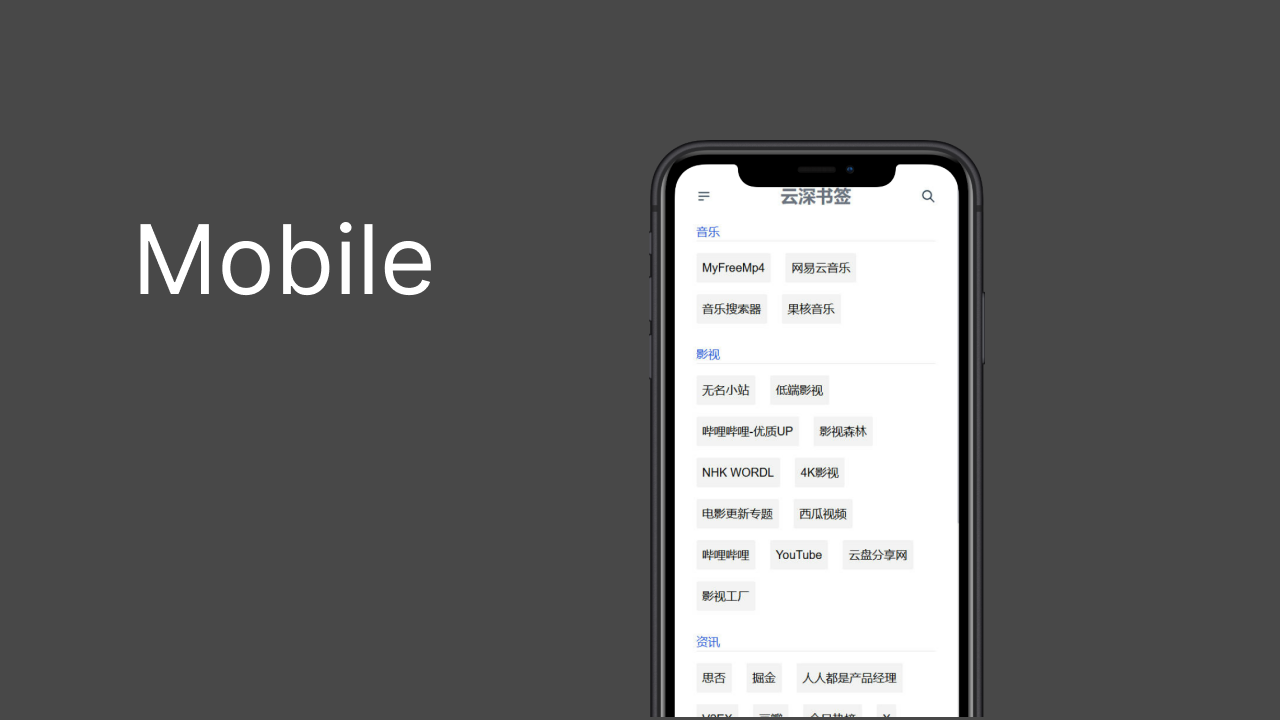 Mobile
云深书签
音乐
MyFreeMp4 网易云音乐
音乐搜索器 果核音乐
影视
无名小站 低端影视
哔哩哔哩-优质UP 影视森林
NHK WORDL 4K影视
电影更新专题 西瓜视频
哔哩哔哩 YouTube 云盘分享网
影视工厂
资讯
思否 掘金 人人都是产品经理